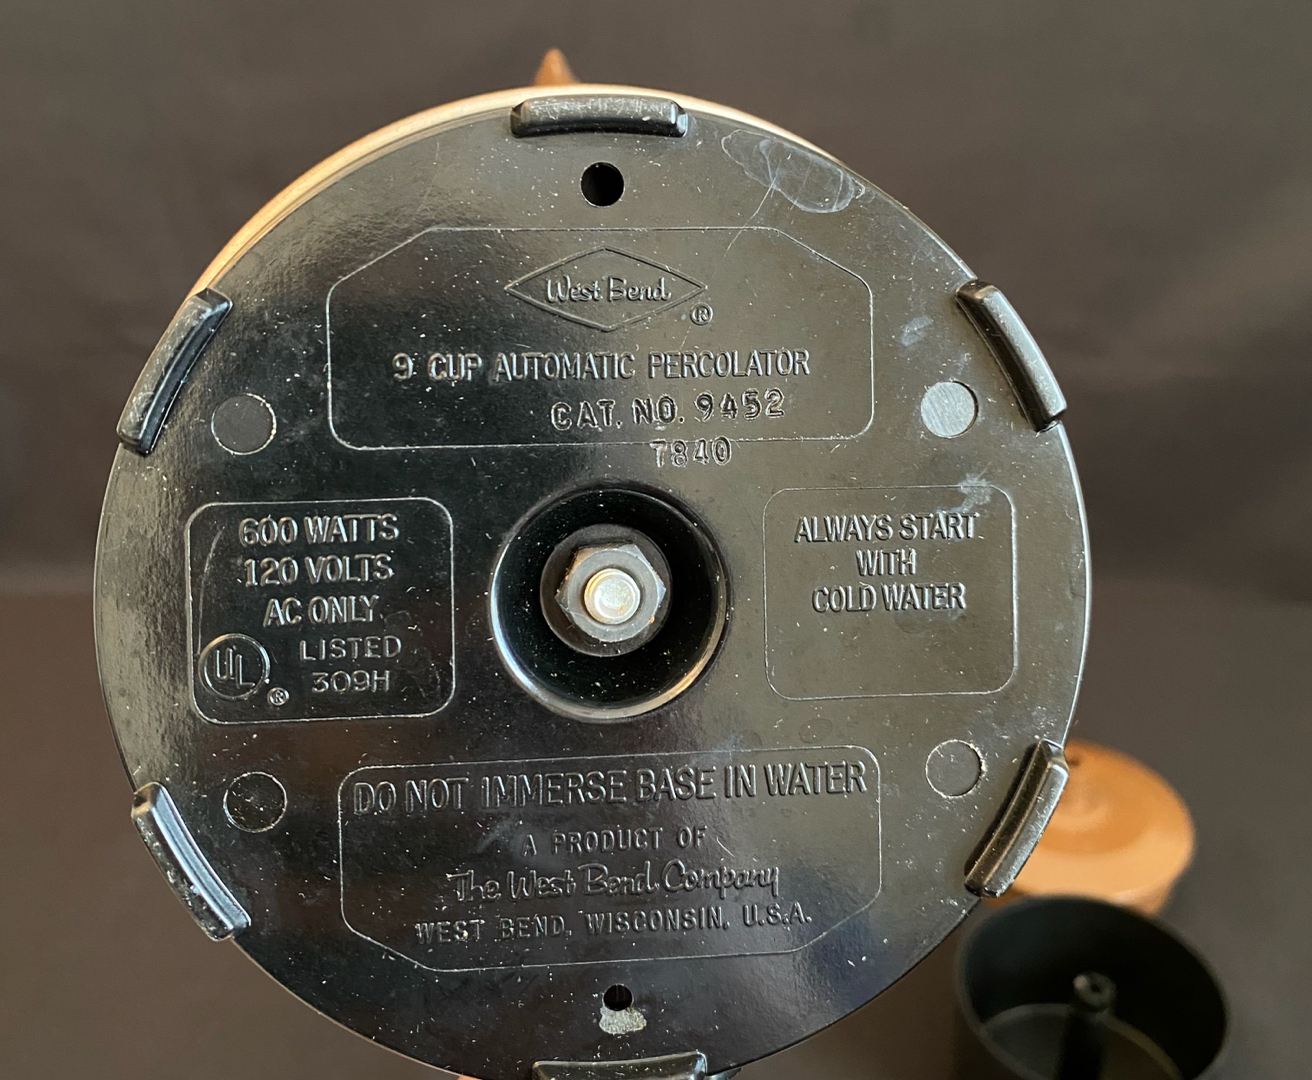 West Bend
®
9 CUP AUTOMATIC PERCOLATOR
CAT. NO. 9452
7840
600 WATTS
120 VOLTS
AC ONLY
UL ® LISTED
309H
ALWAYS START
WITH
COLD WATER
DO NOT IMMERSE BASE IN WATER
A PRODUCT OF
The West Bend Company
WEST BEND, WISCONSIN, U.S.A.